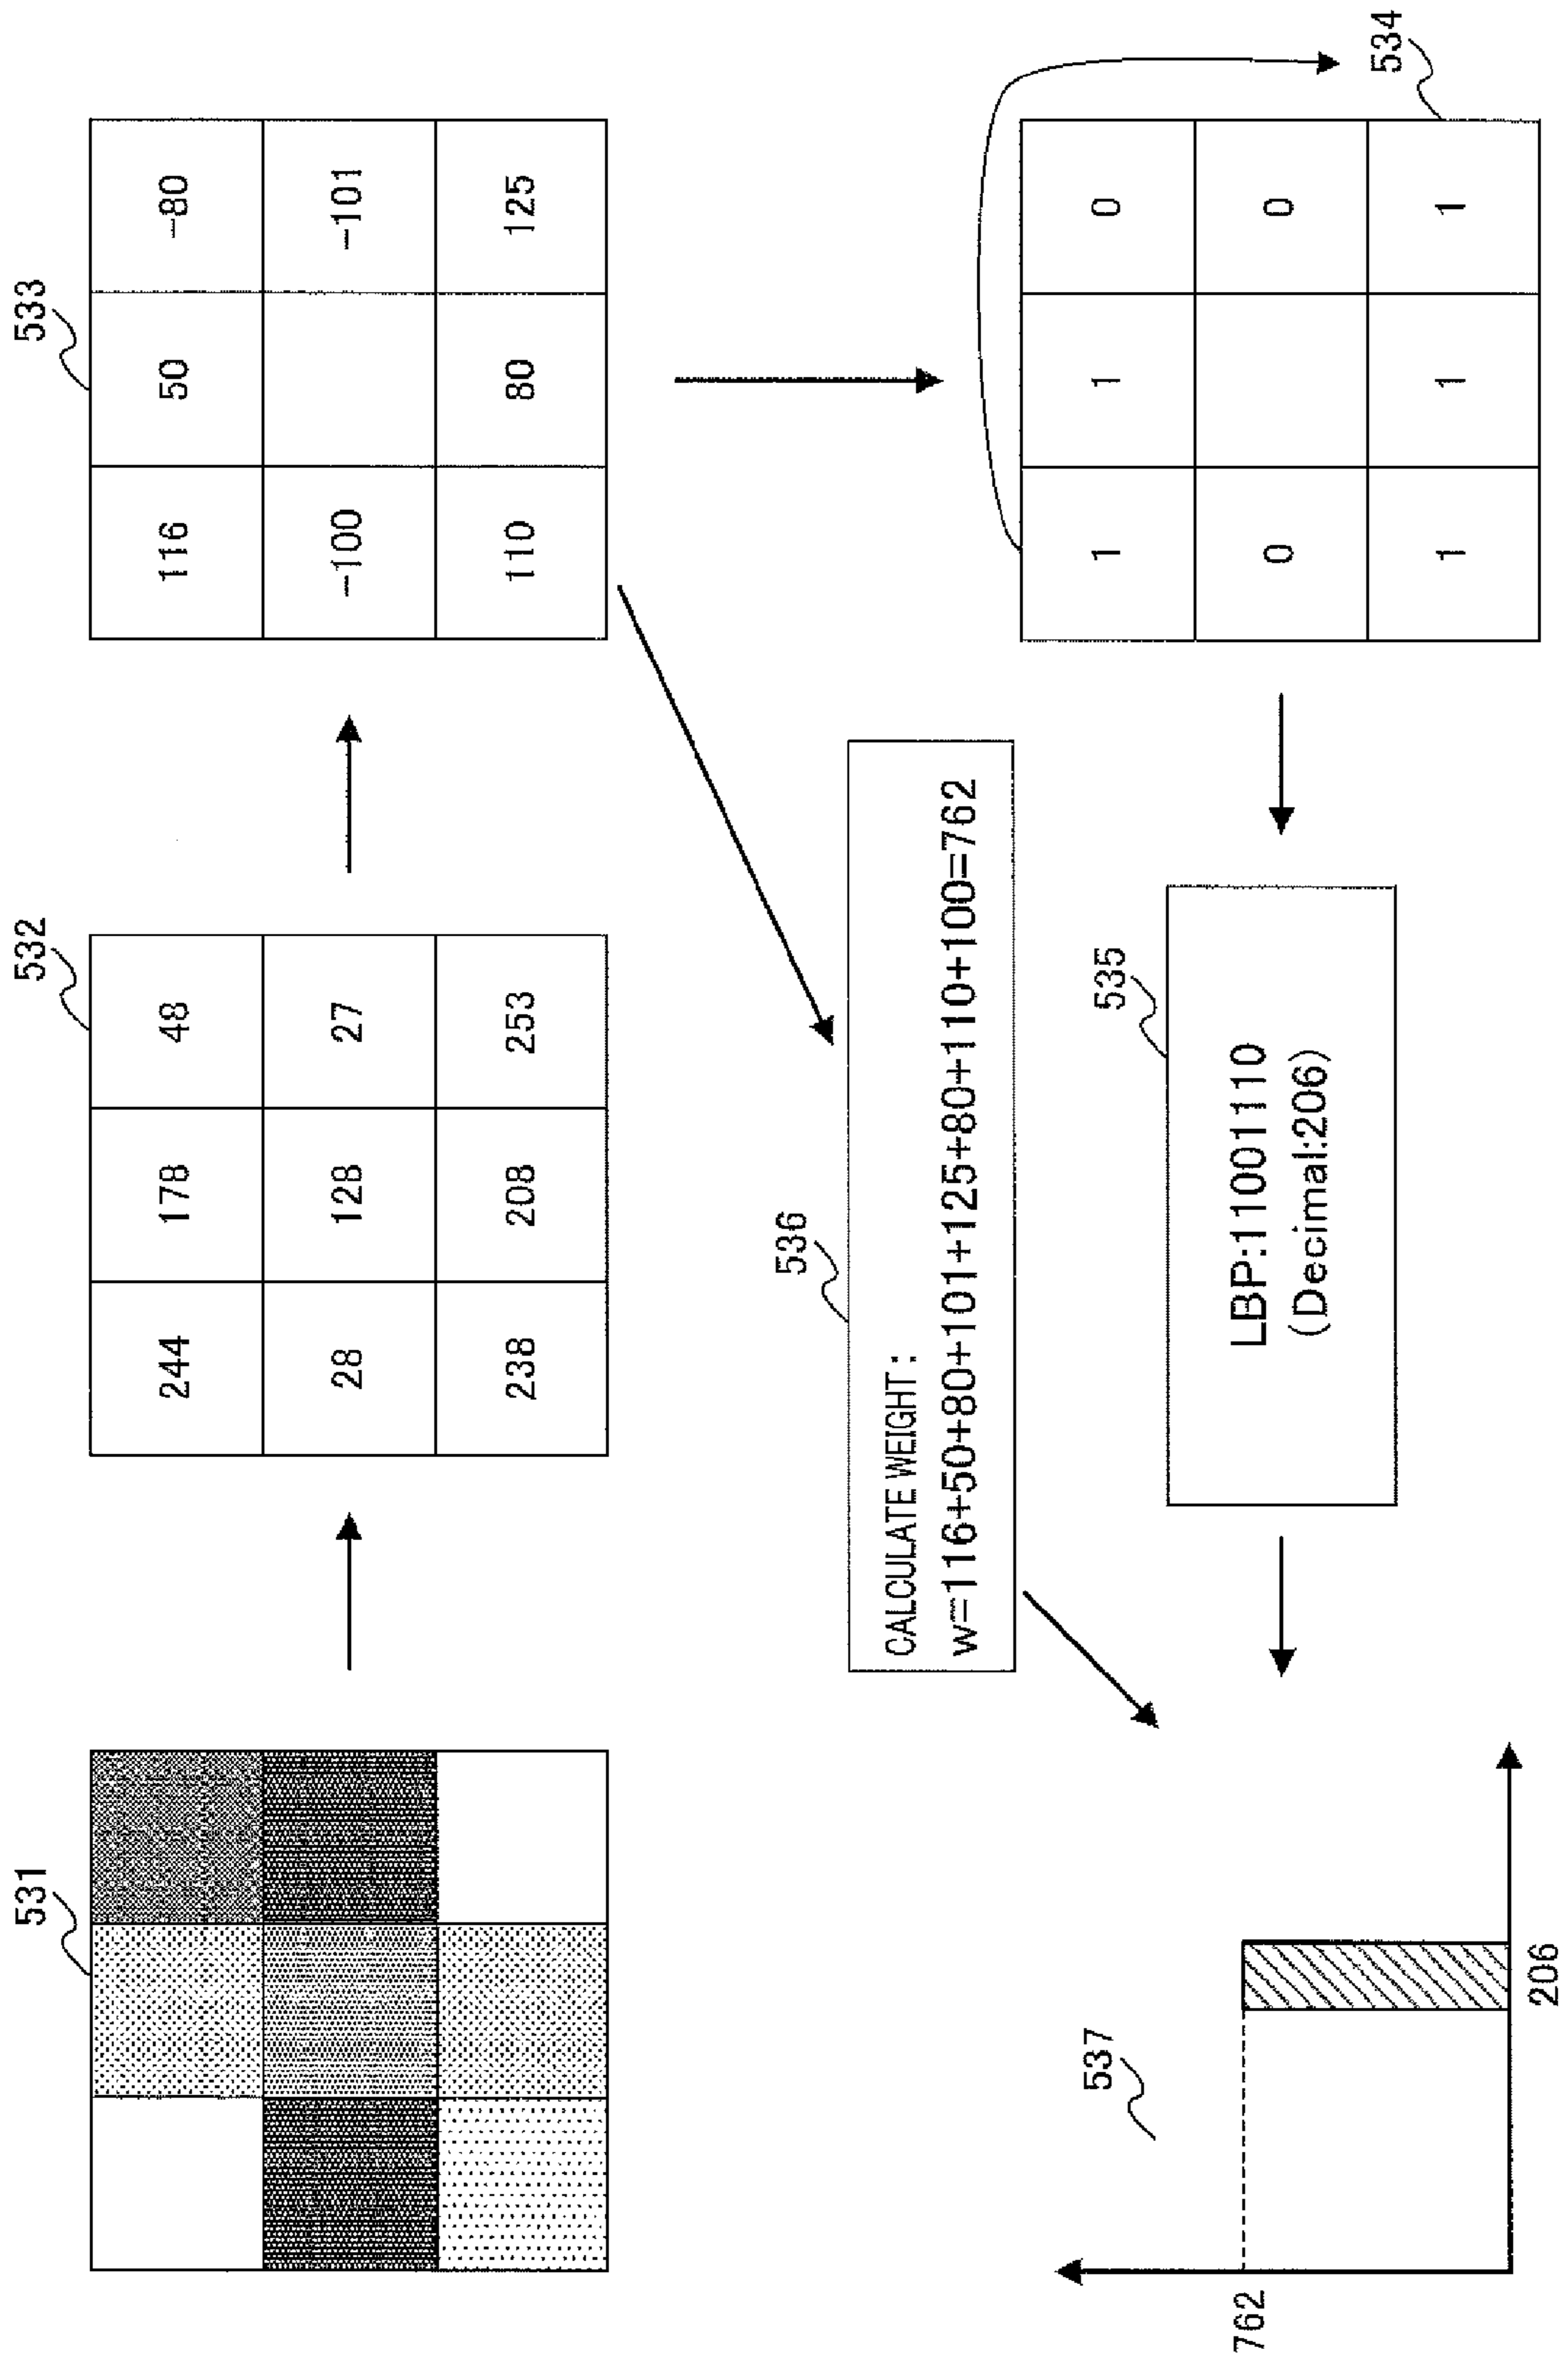 531
532
244 178 48
28 128 27
238 208 253
533
116 50 -80
-100 -101
110 80 125
536
CALCULATE WEIGHT:
w=116+50+80+101+125+80+110+100=762
534
1 1 0
0 0
1 1 1
535
LBP:11001110
(Decimal:206)
537
762
206